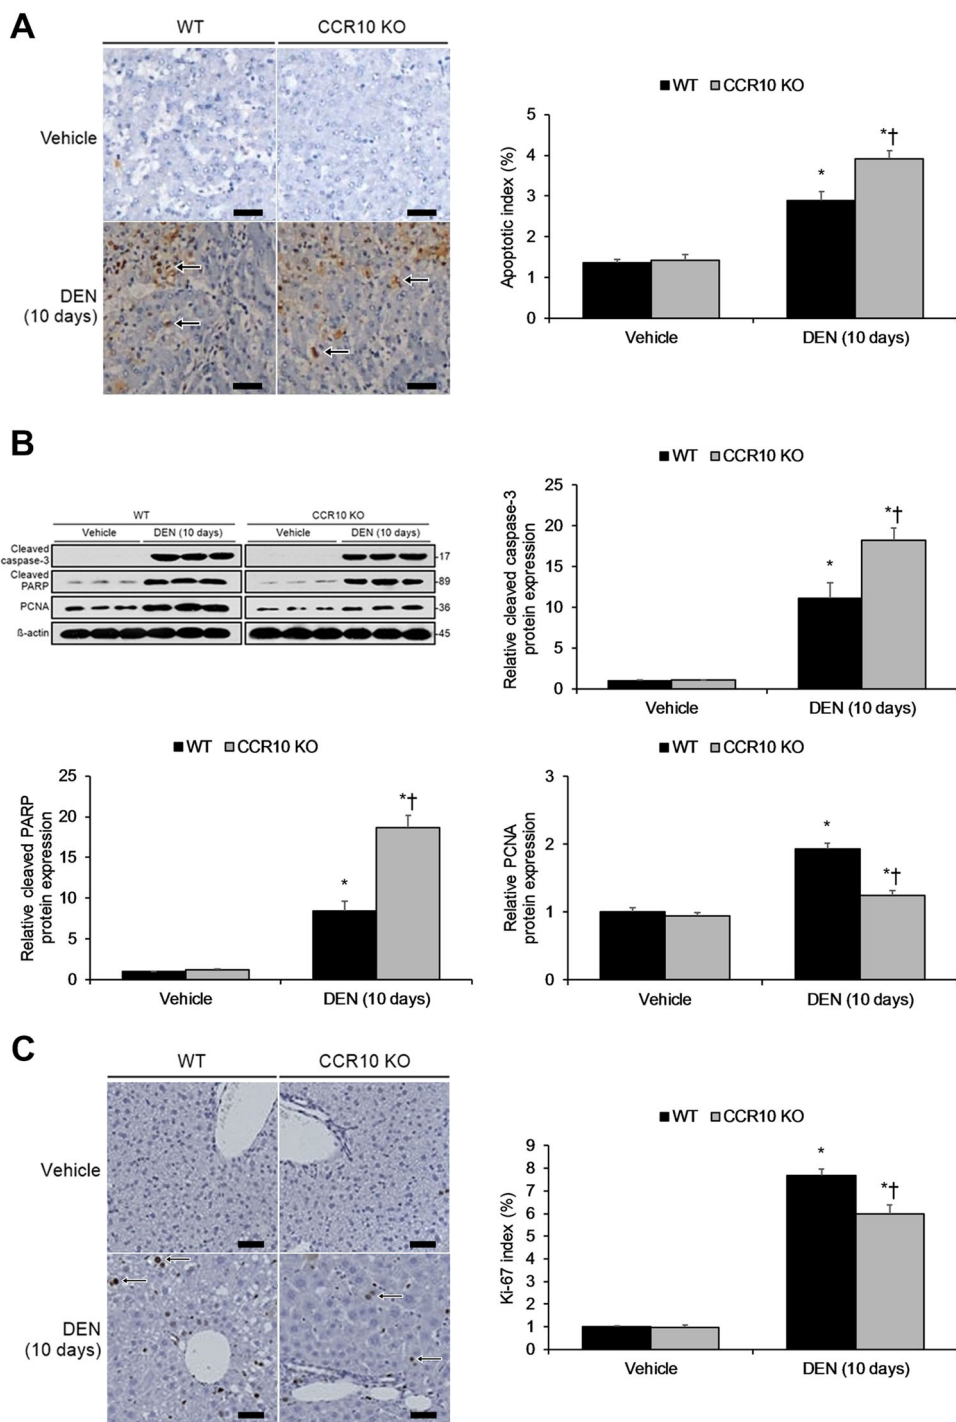 A
WT
CCR10 KO
Vehicle
DEN
(10 days)
WT
CCR10 KO
Apoptotic index (%)
5
4
3
2
1
0
*
*†
Vehicle
DEN (10 days)
B
WT
CCR10 KO
Vehicle
DEN (10 days)
Vehicle
DEN (10 days)
Cleaved
caspase-3
17
Cleaved
PARP
89
PCNA
36
ß-actin
45
WT
CCR10 KO
Relative cleaved caspase-3
protein expression
25
20
15
10
5
0
*
*†
Vehicle
DEN (10 days)
WT
CCR10 KO
Relative cleaved PARP
protein expression
25
20
15
10
5
0
*
*†
Vehicle
DEN (10 days)
WT
CCR10 KO
Relative PCNA
protein expression
3
2
1
0
*
*†
Vehicle
DEN (10 days)
C
WT
CCR10 KO
Vehicle
DEN
(10 days)
WT
CCR10 KO
Ki-67 index (%)
9
8
7
6
5
4
3
2
1
0
*
*†
Vehicle
DEN (10 days)